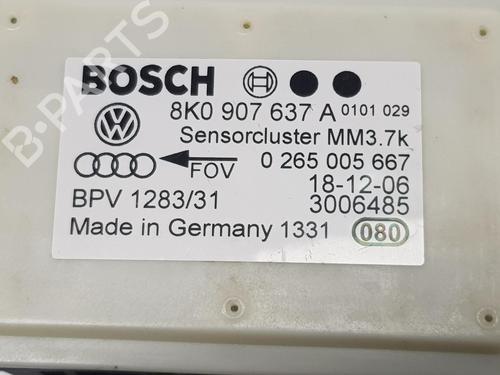 BOSCH
8K0 907 637 A 0101 029
Sensorcluster MM3.7k
FOV 0 265 005 667
BPV 1283/31 18-12-06
3006485
Made in Germany 1331 080
B-PARTS